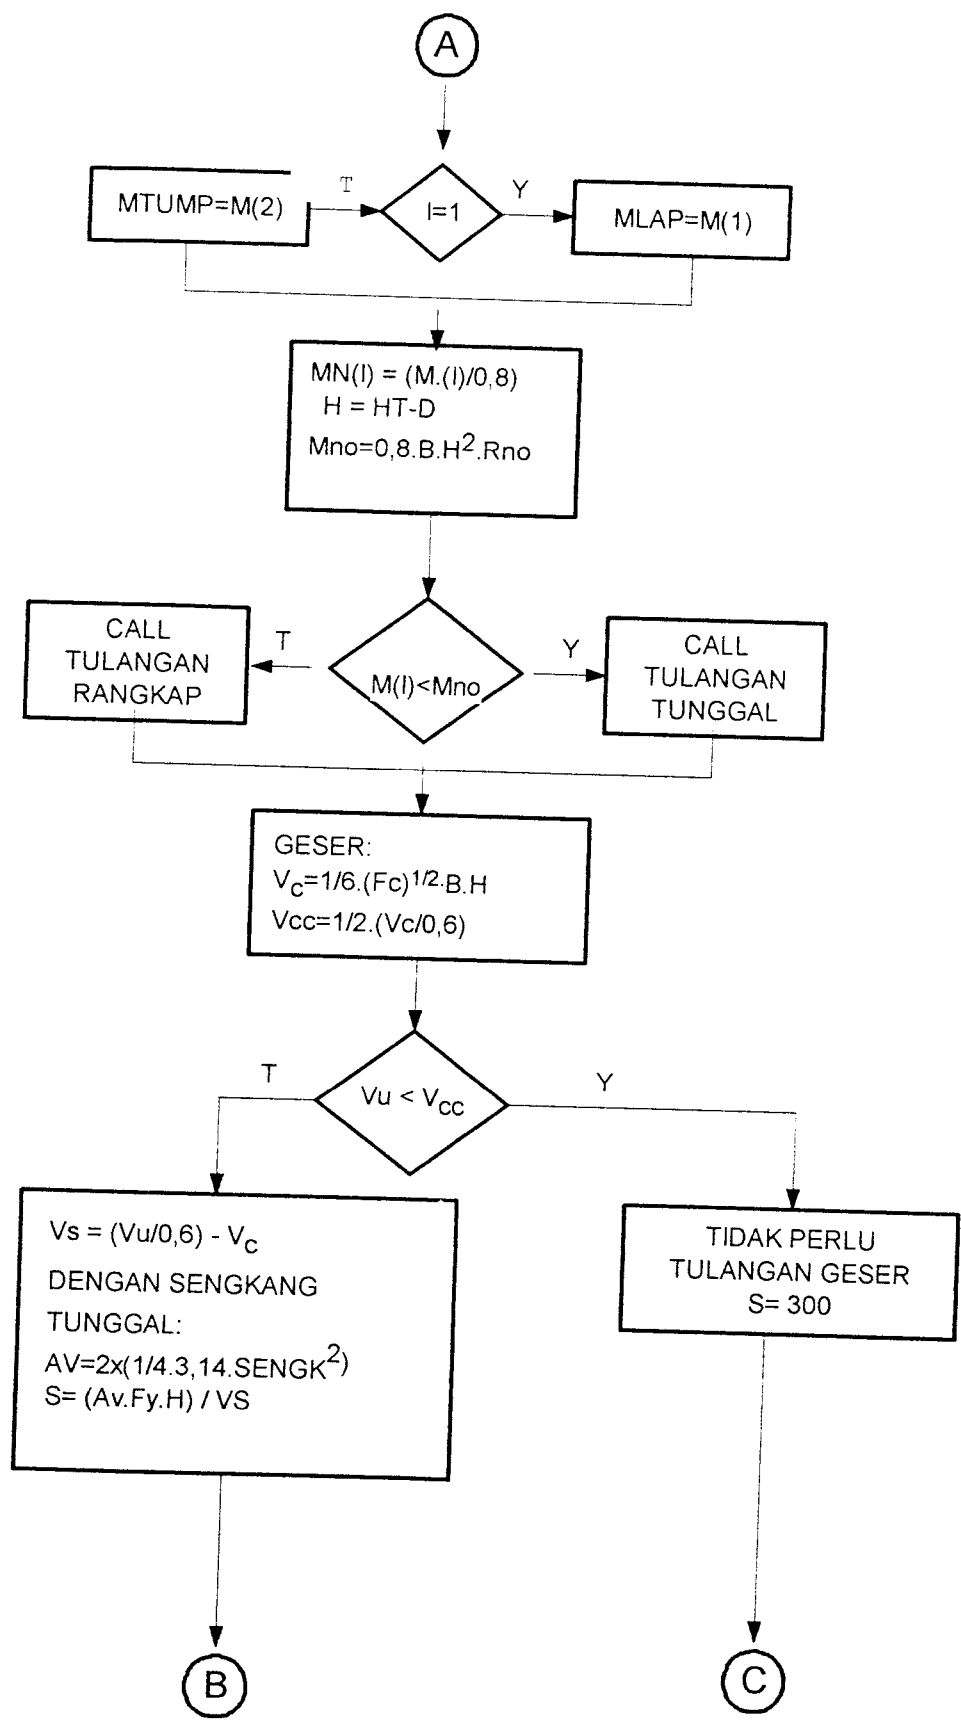 A
T
Y
MTUMP=M(2)
I=1
MLAP=M(1)
MN(I) = (M.(I)/0,8)
H = HT-D
Mno=0,8.B.H².Rno
CALL
TULANGAN
RANGKAP
T
Y
M(I)<Mno
CALL
TULANGAN
TUNGGAL
GESER:
Vc=1/6.(Fc)^1/2.B.H
Vcc=1/2.(Vc/0,6)
T
Vu < Vcc
Y
Vs = (Vu/0,6) - Vc
DENGAN SENGKANG
TUNGGAL:
AV=2x(1/4.3,14.SENGK²)
S= (Av.Fy.H) / VS
TIDAK PERLU
TULANGAN GESER
S= 300
B
C